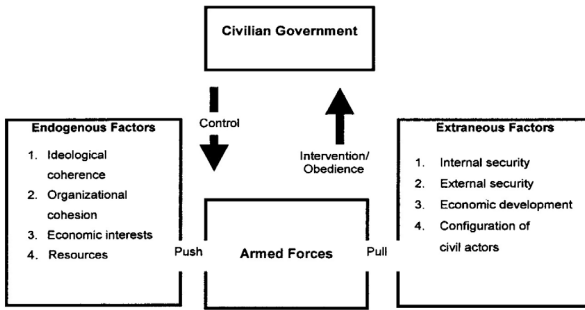 Civilian Government
Control
Intervention/
Obedience
Endogenous Factors
1. Ideological
coherence
2. Organizational
cohesion
3. Economic interests
4. Resources
Push
Armed Forces
Pull
Extraneous Factors
1. Internal security
2. External security
3. Economic development
4. Configuration of
civil actors